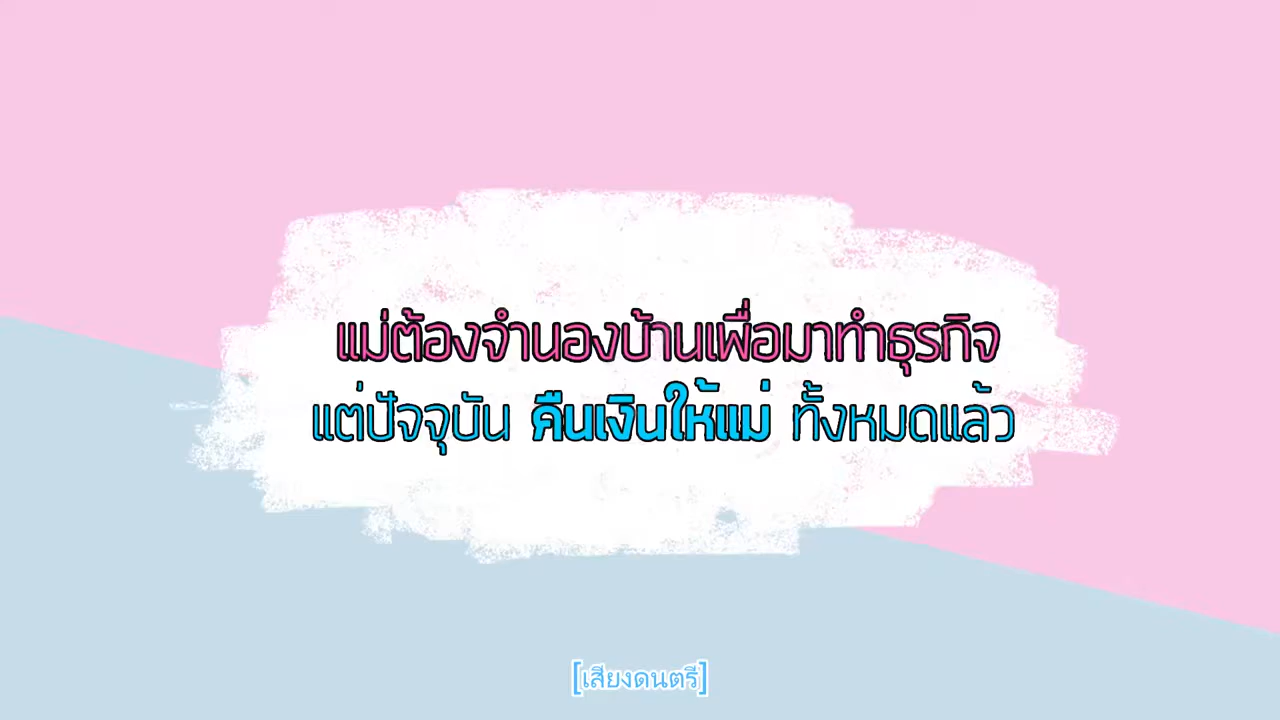 แม่ต้องจำนองบ้านเพื่อมาทำธุรกิจ
แต่ปัจจุบัน คืนเงินให้แม่ ทั้งหมดแล้ว
[เสียงดนตรี]